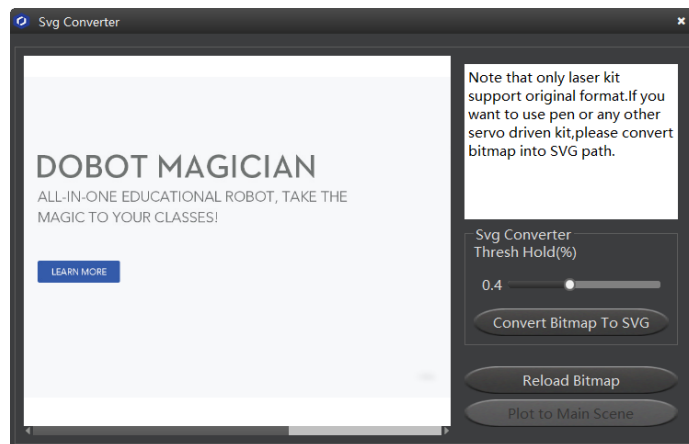 Svg Converter
DOBOT MAGICIAN
ALL-IN-ONE EDUCATIONAL ROBOT, TAKE THE
MAGIC TO YOUR CLASSES!
LEARN MORE
Note that only laser kit
support original format.If you
want to use pen or any other
servo driven kit,please convert
bitmap into SVG path.
Svg Converter
Thresh Hold(%)
0.4
Convert Bitmap To SVG
Reload Bitmap
Plot to Main Scene